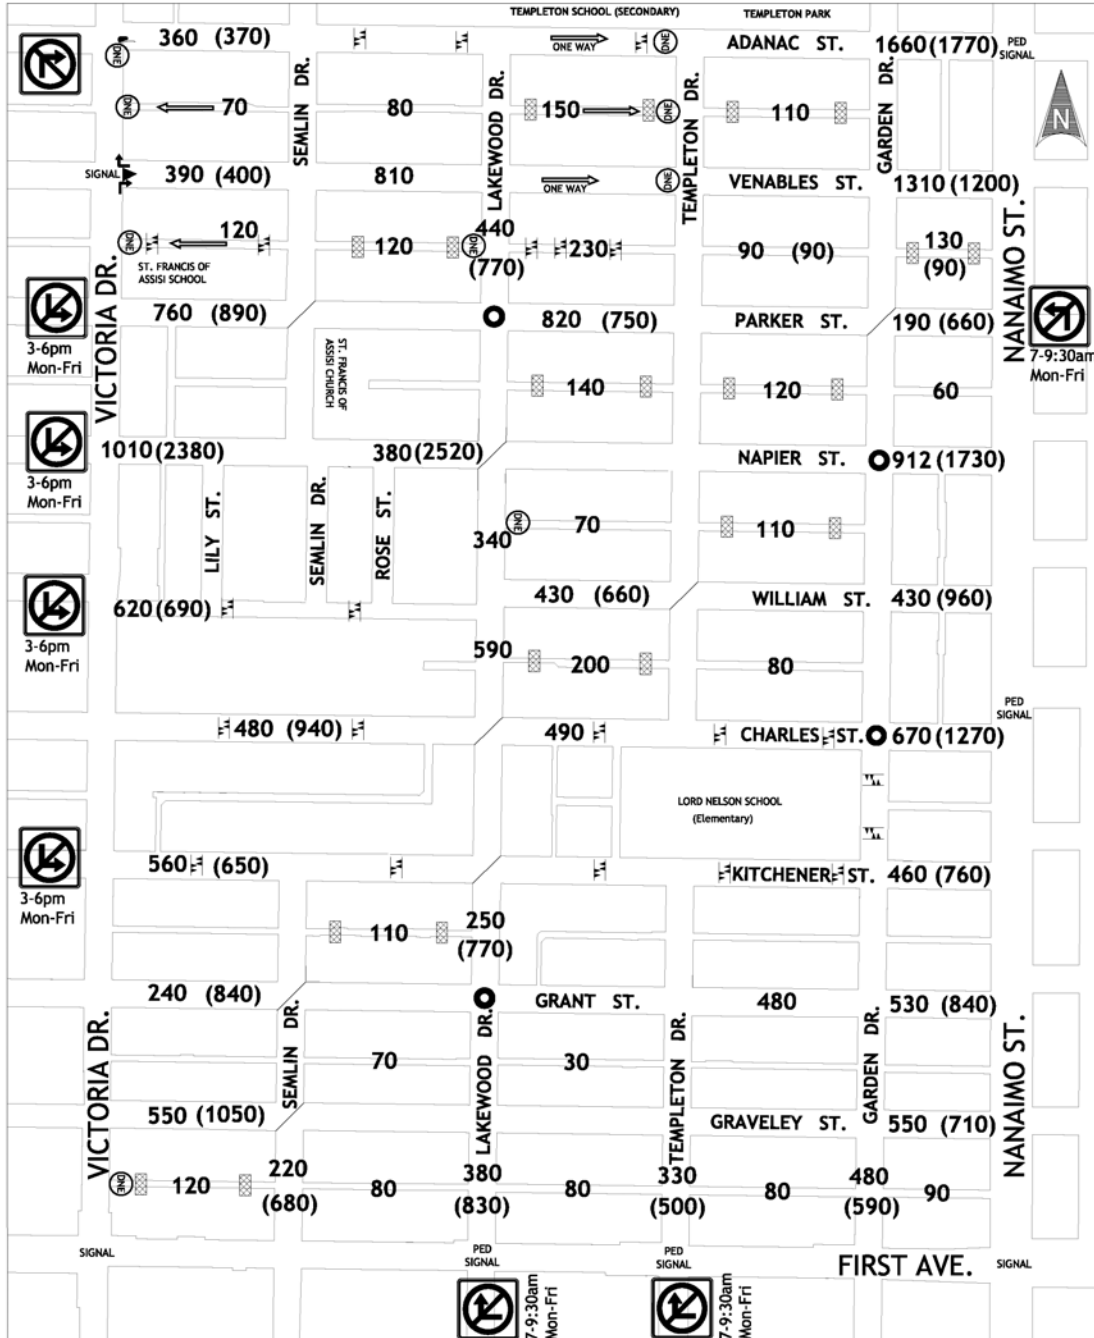 TEMPLETON SCHOOL (SECONDARY)
TEMPLETON PARK
360 (370)
ONE WAY
DNE
ADANAC ST.
1660 (1770)
PED
SIGNAL
DNE
SEMLIN DR.
LAKEWOOD DR.
TEMPLETON DR.
GARDEN DR.
N
DNE
70
80
150
DNE
110
SIGNAL
390 (400)
810
ONE WAY
DNE
VENABLES ST.
1310 (1200)
NANAIMO ST.
DNE
120
120
DNE
440
(770)
230
90 (90)
130
(90)
ST. FRANCIS OF
ASSISI SCHOOL
VICTORIA DR.
760 (890)
820 (750)
PARKER ST.
190 (660)
3-6pm
Mon-Fri
7-9:30am
Mon-Fri
ST. FRANCIS OF
ASSISI CHURCH
140
120
60
1010 (2380)
380 (2520)
NAPIER ST.
912 (1730)
3-6pm
Mon-Fri
LILY ST.
SEMLIN DR.
ROSE ST.
340
DNE
70
110
620 (690)
430 (660)
WILLIAM ST.
430 (960)
3-6pm
Mon-Fri
590
200
80
PED
SIGNAL
480 (940)
490
CHARLES ST.
670 (1270)
LORD NELSON SCHOOL
(Elementary)
560 (650)
KITCHENER ST.
460 (760)
3-6pm
Mon-Fri
110
250
(770)
240 (840)
GRANT ST.
480
530 (840)
VICTORIA DR.
SEMLIN DR.
LAKEWOOD DR.
TEMPLETON DR.
GARDEN DR.
NANAIMO ST.
70
30
550 (1050)
GRAVELEY ST.
550 (710)
DNE
120
220
(680)
80
380
(830)
80
330
(500)
80
480
(590)
90
SIGNAL
PED
SIGNAL
PED
SIGNAL
FIRST AVE.
SIGNAL
7-9:30am
Mon-Fri
7-9:30am
Mon-Fri